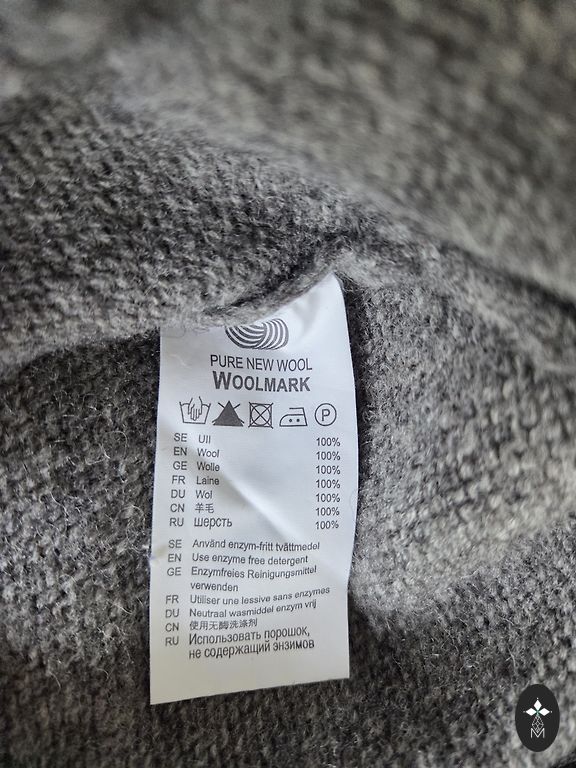 PURE NEW WOOL
WOOLMARK
P
SE Ull 100%
EN Wool 100%
GE Wolle 100%
FR Laine 100%
DU Wol 100%
CN 羊毛 100%
RU шерсть 100%
SE Använd enzym-fritt tvättmedel
EN Use enzyme free detergent
GE Enzymfreies Reinigungsmittel
verwenden
FR Utiliser une lessive sans enzymes
DU Neutraal wasmiddel enzym vrij
CN 使用无酶洗涤剂
RU Использовать порошок,
не содержащий энзимов
M